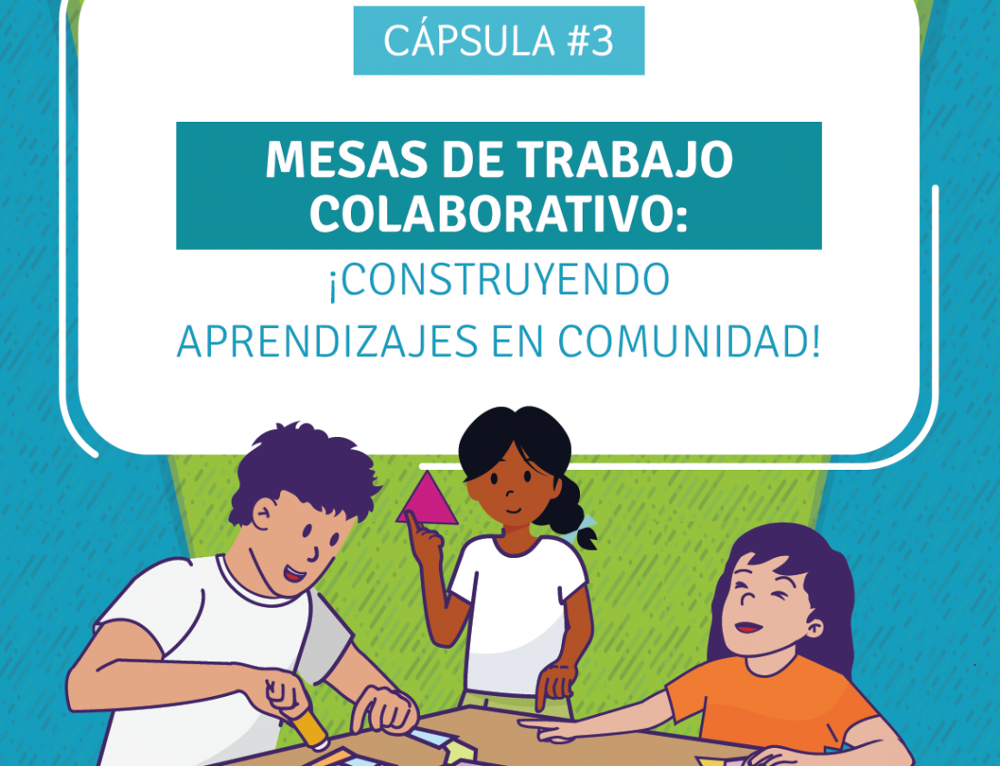 CÁPSULA #3
MESAS DE TRABAJO
COLABORATIVO:
¡CONSTRUYENDO
APRENDIZAJES EN COMUNIDAD!